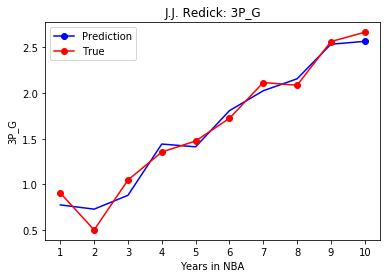 J.J. Redick: 3P_G
Prediction
True
3P_G
2.5
2.0
1.5
1.0
0.5
1 2 3 4 5 6 7 8 9 10
Years in NBA